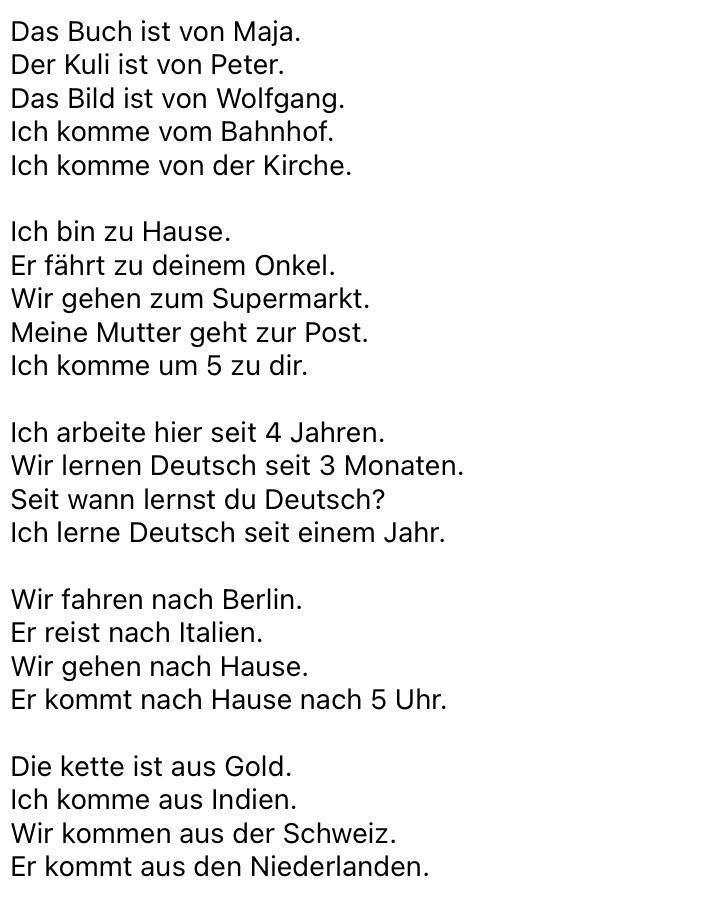 Das Buch ist von Maja.
Der Kuli ist von Peter.
Das Bild ist von Wolfgang.
Ich komme vom Bahnhof.
Ich komme von der Kirche.
Ich bin zu Hause.
Er fährt zu deinem Onkel.
Wir gehen zum Supermarkt.
Meine Mutter geht zur Post.
Ich komme um 5 zu dir.
Ich arbeite hier seit 4 Jahren.
Wir lernen Deutsch seit 3 Monaten.
Seit wann lernst du Deutsch?
Ich lerne Deutsch seit einem Jahr.
Wir fahren nach Berlin.
Er reist nach Italien.
Wir gehen nach Hause.
Er kommt nach Hause nach 5 Uhr.
Die kette ist aus Gold.
Ich komme aus Indien.
Wir kommen aus der Schweiz.
Er kommt aus den Niederlanden.